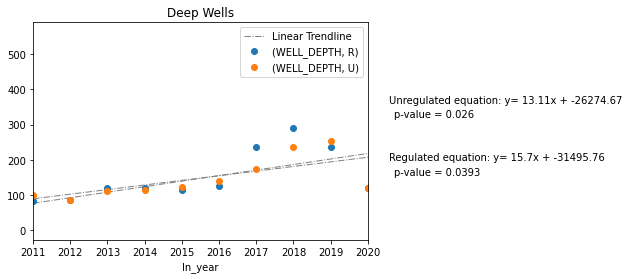 Deep Wells
Linear Trendline
(WELL_DEPTH, R)
(WELL_DEPTH, U)
500
400
300
200
100
0
2011 2012 2013 2014 2015 2016 2017 2018 2019 2020
In_year
Unregulated equation: y= 13.11x + -26274.67
p-value = 0.026
Regulated equation: y= 15.7x + -31495.76
p-value = 0.0393